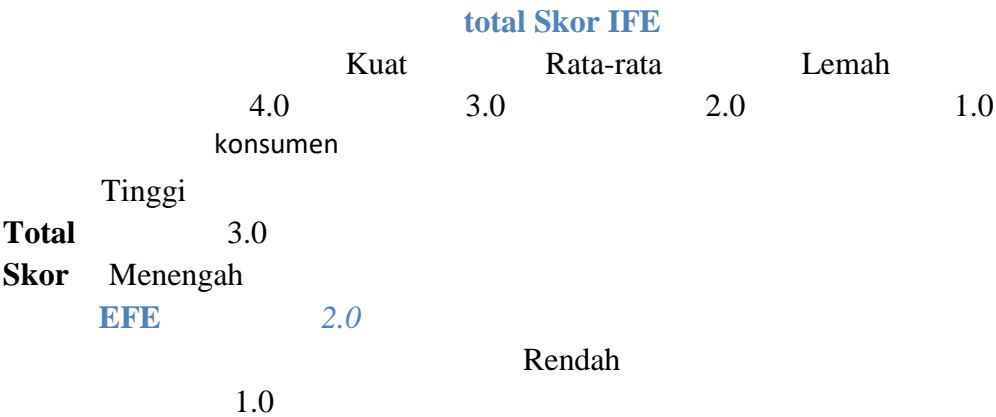 total Skor IFE
Kuat Rata-rata Lemah
4.0 3.0 2.0 1.0
konsumen
Tinggi
Total 3.0
Skor Menengah
EFE 2.0
Rendah
1.0